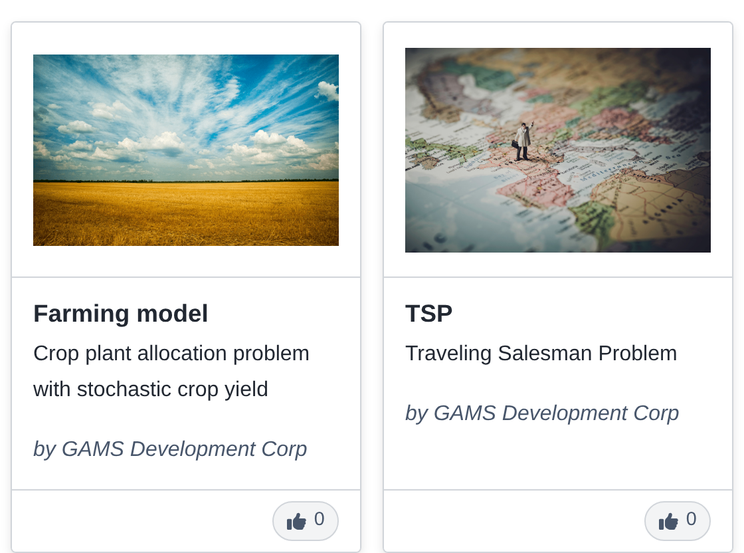 Farming model
Crop plant allocation problem
with stochastic crop yield
by GAMS Development Corp
0
TSP
Traveling Salesman Problem
by GAMS Development Corp
0